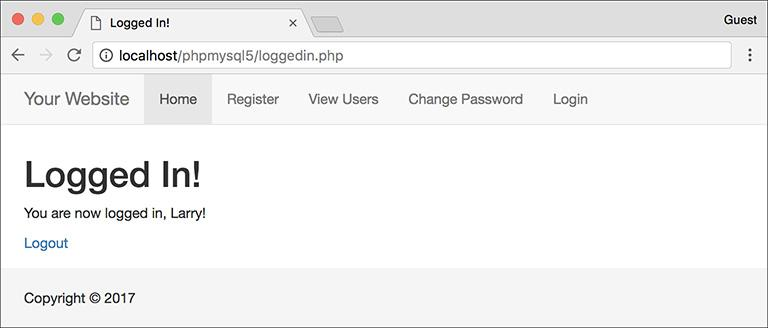 Logged In!
Guest
localhost/phpmysql5/loggedin.php
Your Website Home Register View Users Change Password Login
Logged In!
You are now logged in, Larry!
Logout
Copyright © 2017